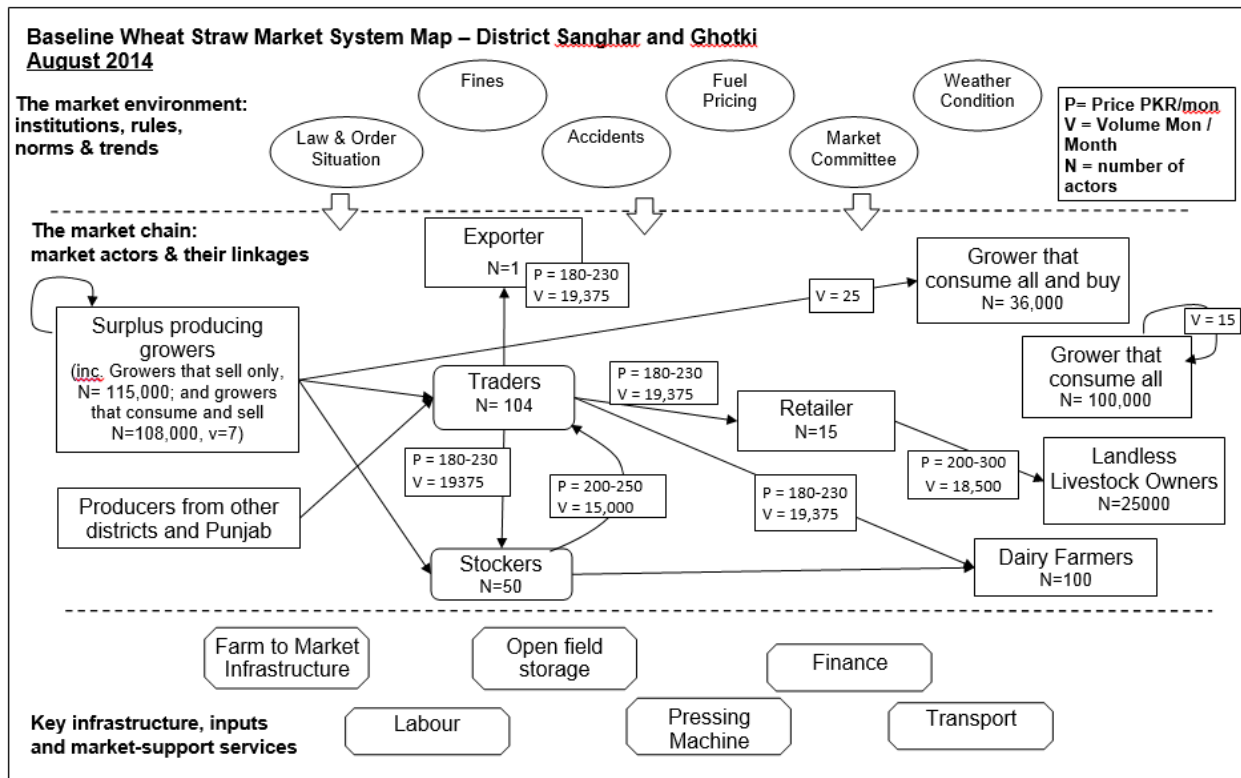 Baseline Wheat Straw Market System Map – District Sanghar and Ghotki
August 2014
The market environment:
institutions, rules,
norms & trends
Fines
Fuel
Pricing
Weather
Condition
Law & Order
Situation
Accidents
Market
Committee
P= Price PKR/mon
V = Volume Mon /
Month
N = number of
actors
The market chain:
market actors & their linkages
Exporter
N=1
P = 180-230
V = 19,375
V = 25
Grower that
consume all and buy
N= 36,000
V = 15
Grower that
consume all
N= 100,000
Surplus producing
growers
(inc. Growers that sell only,
N= 115,000; and growers
that consume and sell
N=108,000, v=7)
Traders
N= 104
P = 180-230
V = 19,375
Retailer
N=15
P = 200-300
V = 18,500
Landless
Livestock Owners
N=25000
P = 180-230
V = 19375
P = 200-250
V = 15,000
P = 180-230
V = 19,375
Producers from other
districts and Punjab
Stockers
N=50
Dairy Farmers
N=100
Farm to Market
Infrastructure
Open field
storage
Finance
Key infrastructure, inputs
and market-support services
Labour
Pressing
Machine
Transport